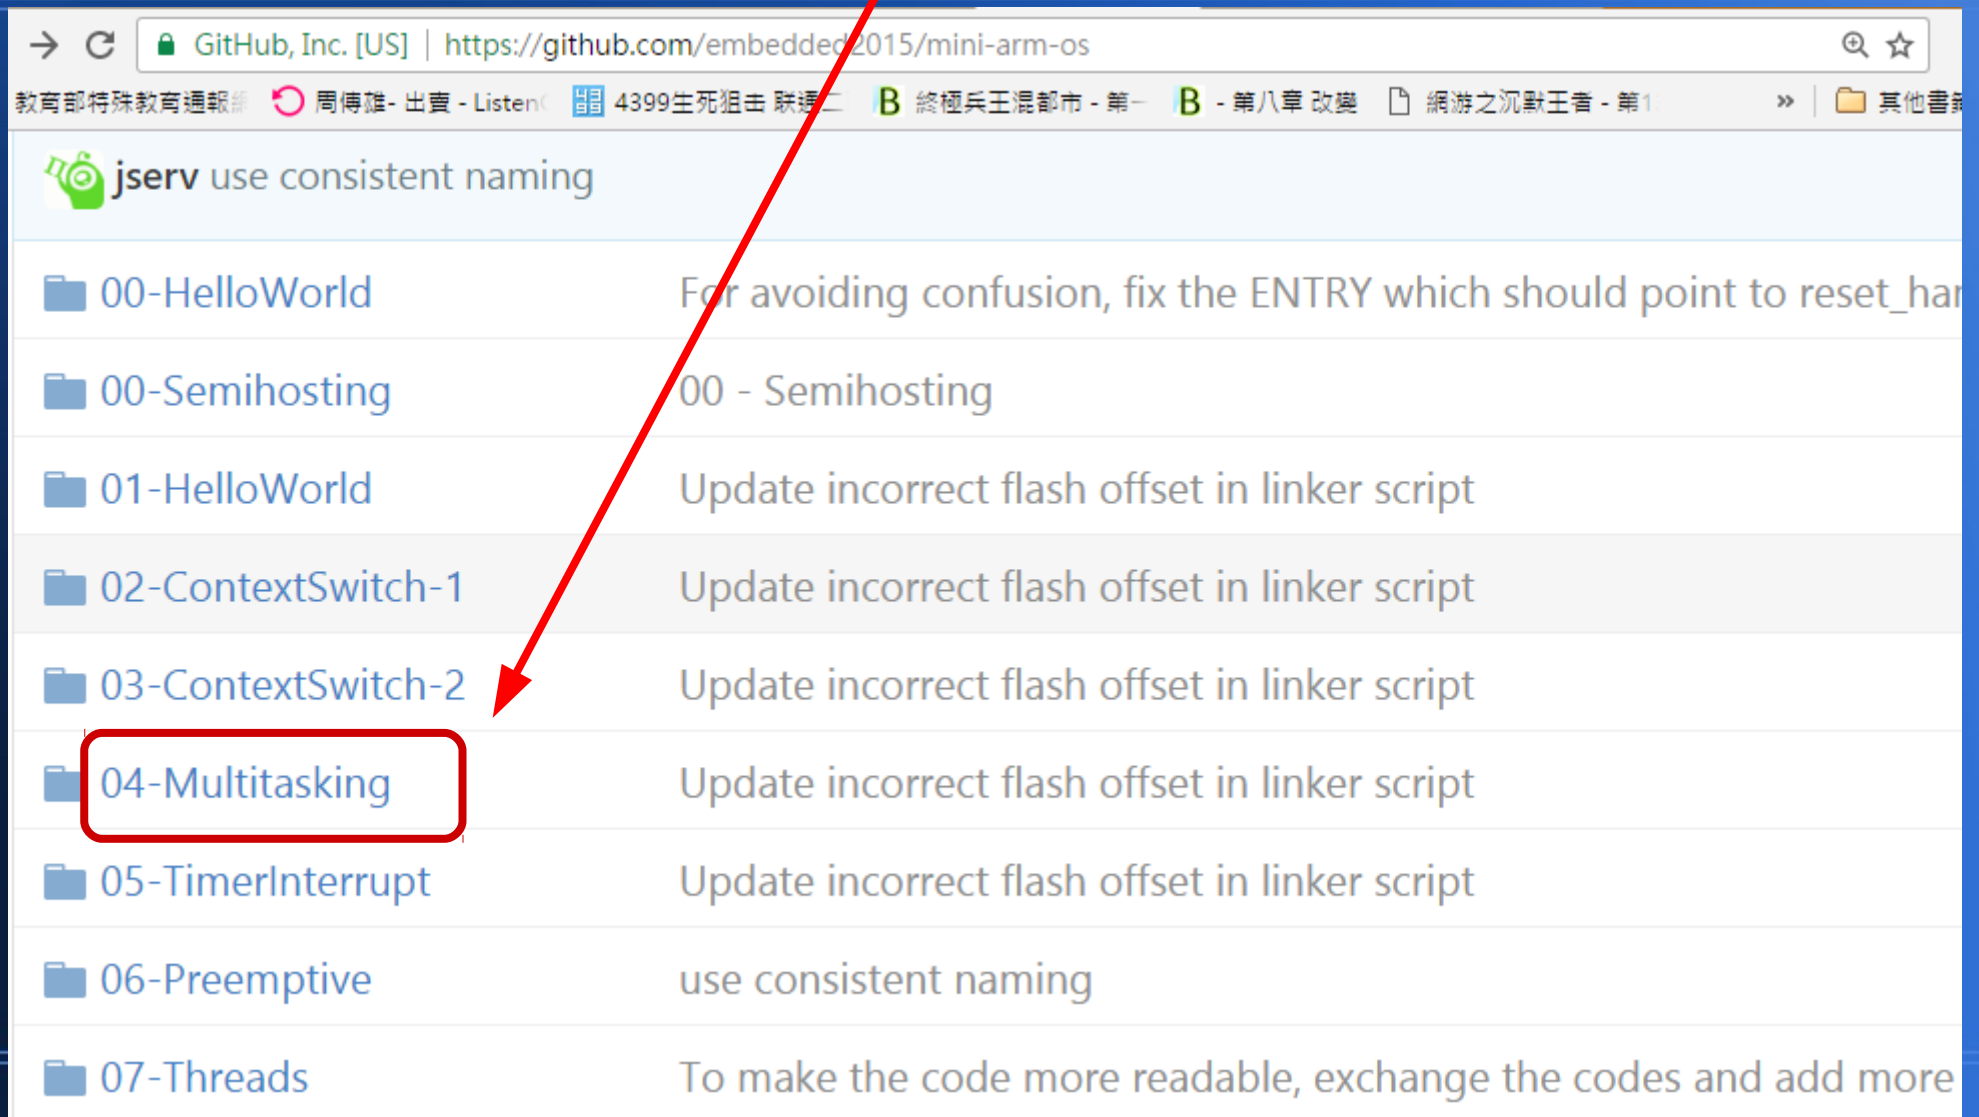 GitHub, Inc. [US] | https://github.com/embedded2015/mini-arm-os
教育部特殊教育通報網 周傳雄- 出賣 - Listen 4399生死狙击 联通二 終極兵王混都市 - 第一 - 第八章 改變 網游之沉默王者 - 第1 » 其他書籤
jserv use consistent naming
00-HelloWorld For avoiding confusion, fix the ENTRY which should point to reset_han
00-Semihosting 00 - Semihosting
01-HelloWorld Update incorrect flash offset in linker script
02-ContextSwitch-1 Update incorrect flash offset in linker script
03-ContextSwitch-2 Update incorrect flash offset in linker script
04-Multitasking Update incorrect flash offset in linker script
05-TimerInterrupt Update incorrect flash offset in linker script
06-Preemptive use consistent naming
07-Threads To make the code more readable, exchange the codes and add more